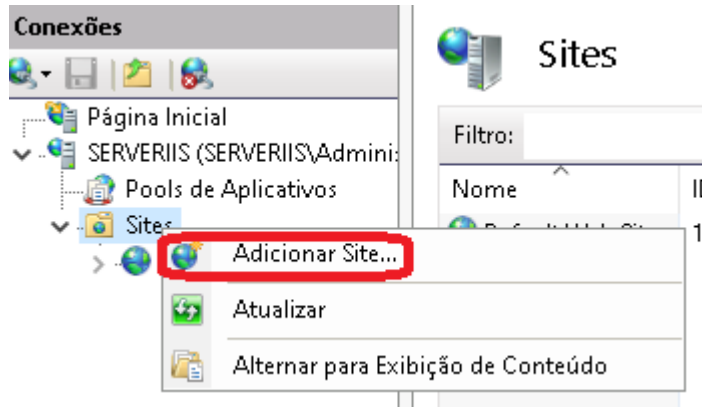 Conexões
Sites
Página Inicial
Filtro:
SERVERIIS (SERVERIIS\Admini
Pools de Aplicativos
Nome
Sites
1
Adicionar Site...
Atualizar
Alternar para Exibição de Conteúdo